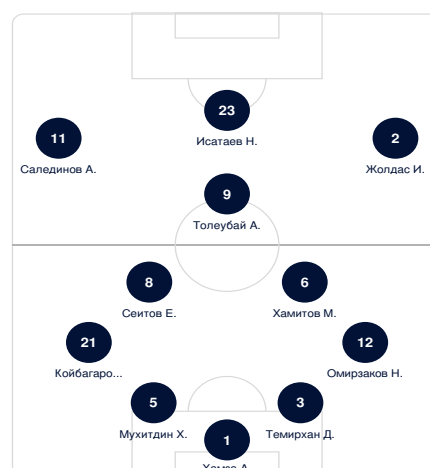 23
Исатаев Н.
11
Салединов А.
2
Жолдас И.
9
Толеубай А.
8
Сеитов Е.
6
Хамитов М.
21
Койбагаро...
12
Омирзаков Н.
5
Мухитдин Х.
3
Темирхан Д.
1